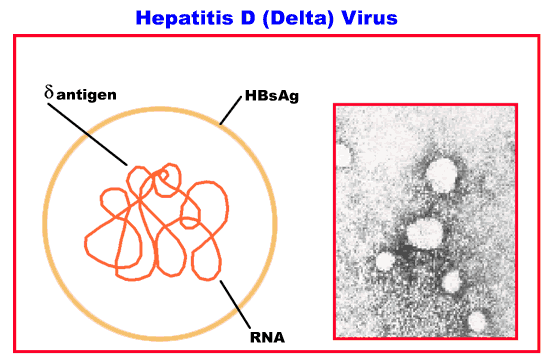 Hepatitis D (Delta) Virus
δ antigen
HBsAg
RNA